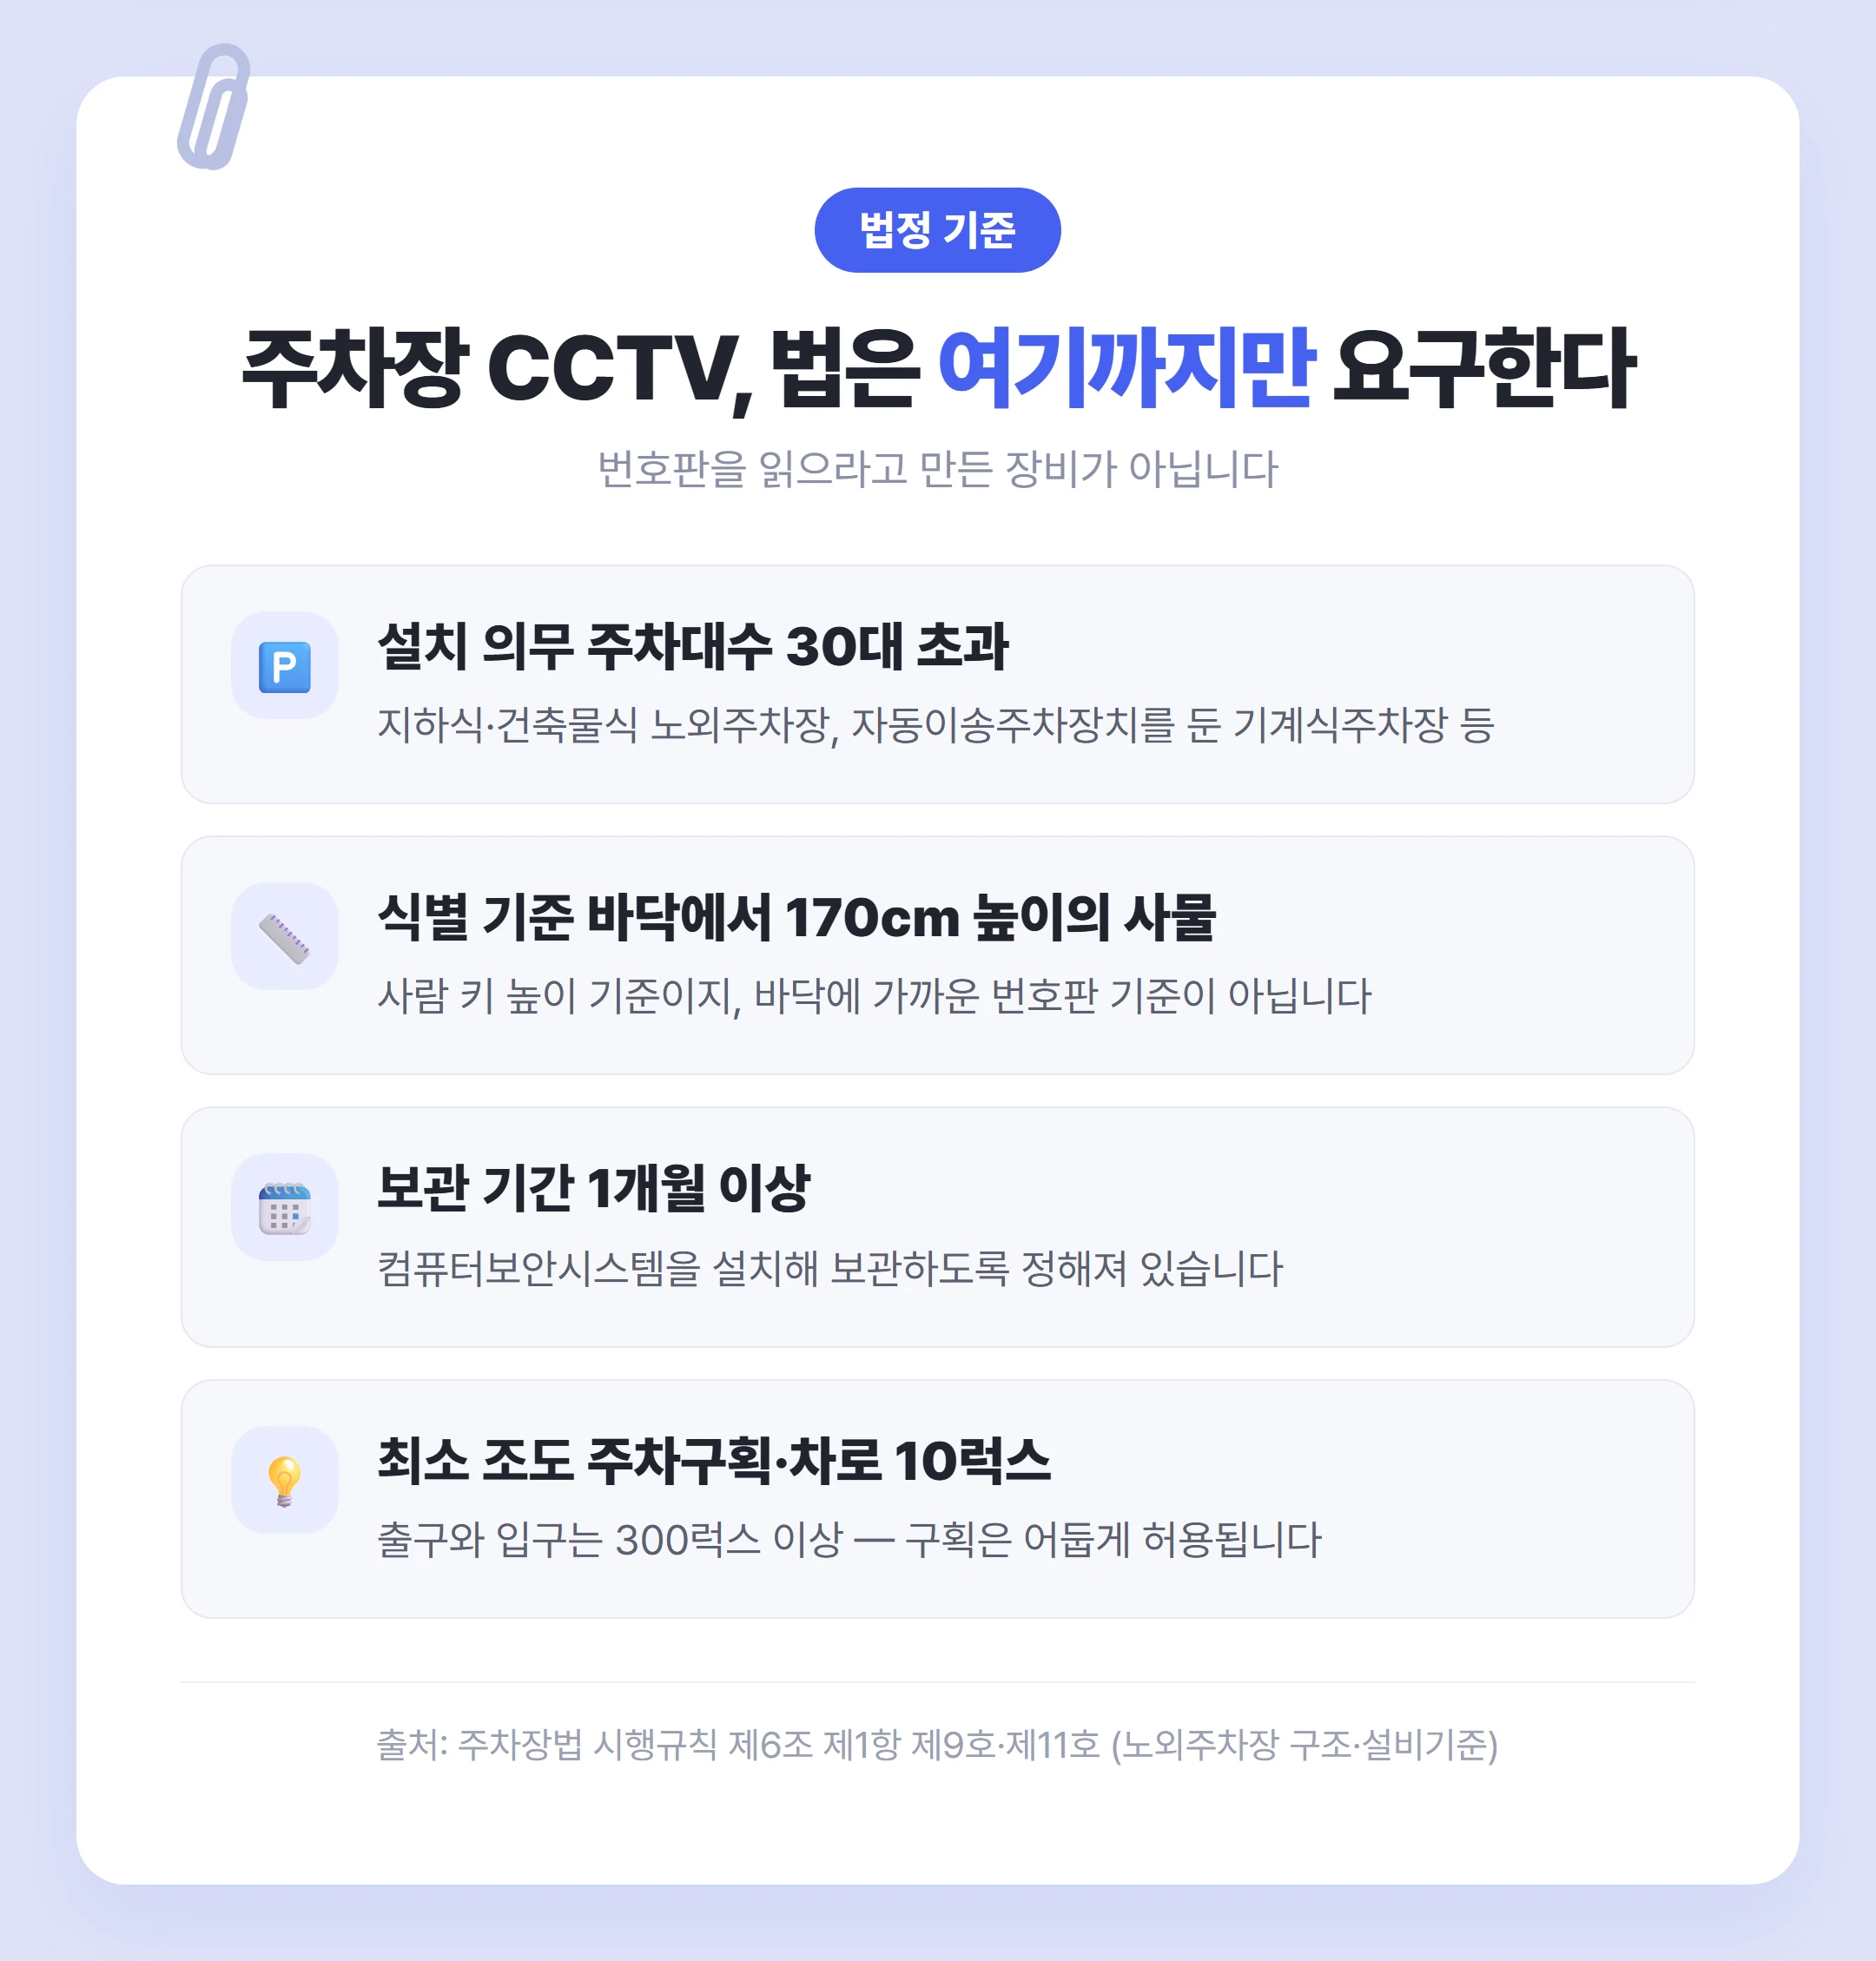 법정 기준
주차장 CCTV, 법은 여기까지만 요구한다
번호판을 읽으라고 만든 장비가 아닙니다
P
설치 의무 주차대수 30대 초과
지하식·건축물식 노외주차장, 자동이송주차장치를 둔 기계식주차장 등
식별 기준 바닥에서 170cm 높이의 사물
사람 키 높이 기준이지, 바닥에 가까운 번호판 기준이 아닙니다
보관 기간 1개월 이상
컴퓨터보안시스템을 설치해 보관하도록 정해져 있습니다
최소 조도 주차구획·차로 10럭스
출구와 입구는 300럭스 이상 — 구획은 어둡게 허용됩니다
출처: 주차장법 시행규칙 제6조 제1항 제9호·제11호 (노외주차장 구조·설비기준)